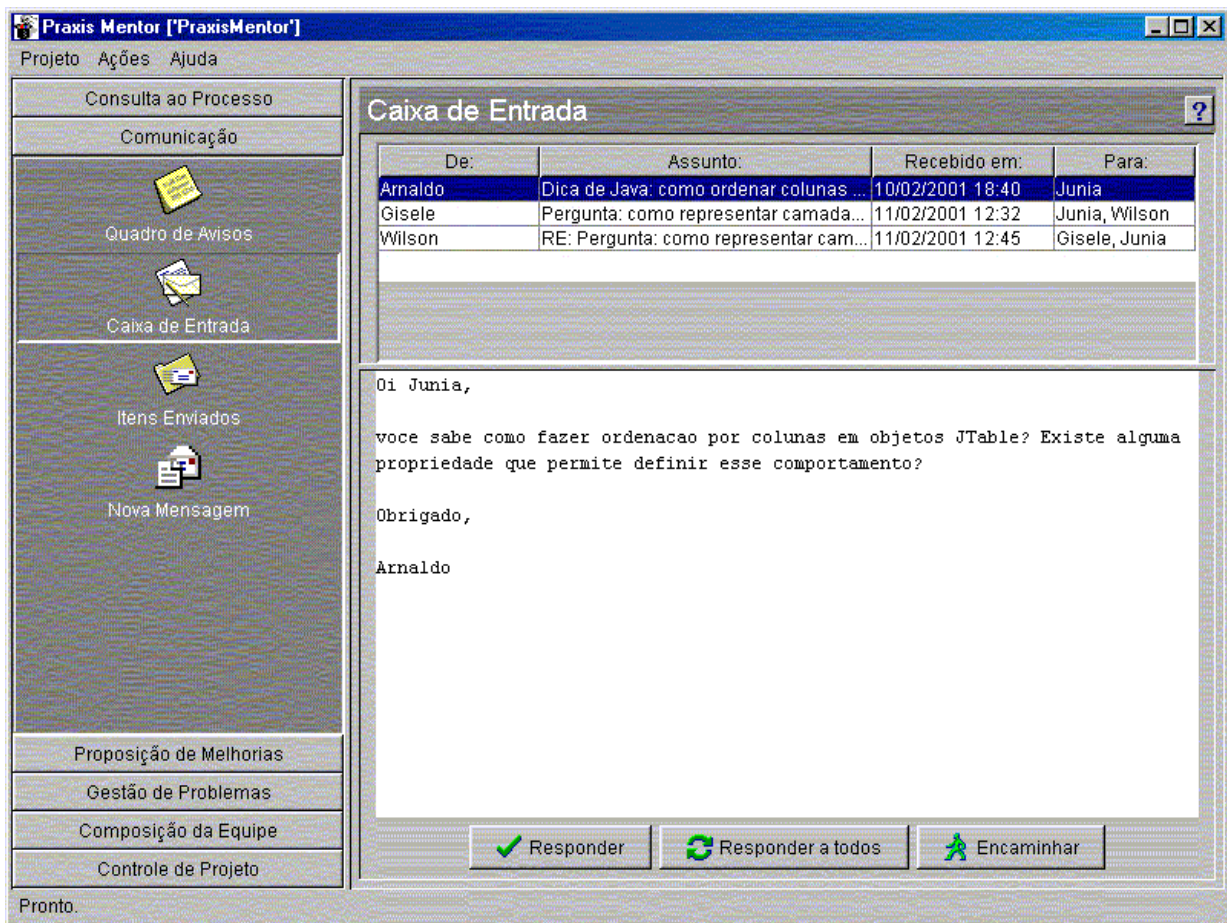 Praxis Mentor ['PraxisMentor']
Projeto Ações Ajuda
Consulta ao Processo
Comunicação
Quadro de Avisos
Caixa de Entrada
Itens Enviados
Nova Mensagem
Proposição de Melhorias
Gestão de Problemas
Composição da Equipe
Controle de Projeto
Caixa de Entrada ?
De: Assunto: Recebido em: Para:
Arnaldo Dica de Java: como ordenar colunas ... 10/02/2001 18:40 Junia
Gisele Pergunta: como representar camada... 11/02/2001 12:32 Junia, Wilson
Wilson RE: Pergunta: como representar cam... 11/02/2001 12:45 Gisele, Junia
Oi Junia,
voce sabe como fazer ordenacao por colunas em objetos JTable? Existe alguma
propriedade que permite definir esse comportamento?
Obrigado,
Arnaldo
Responder Responder a todos Encaminhar
Pronto.